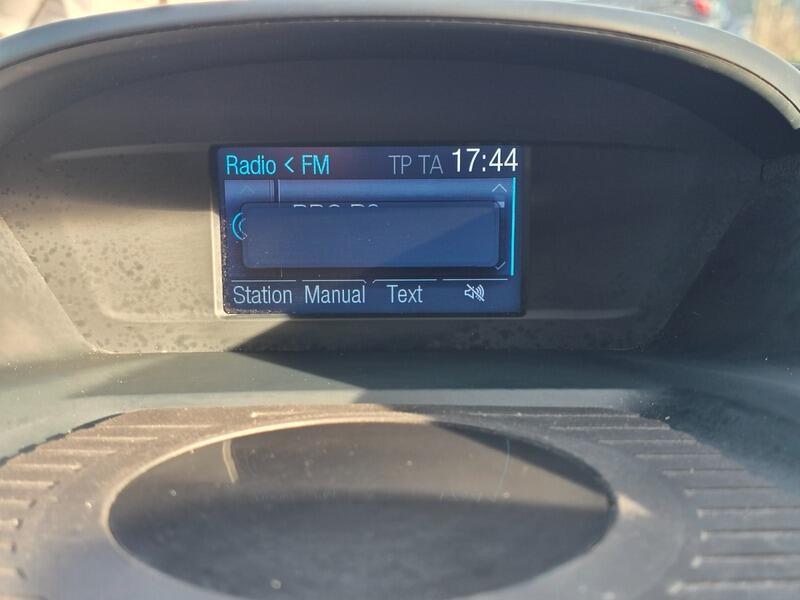 Radio < FM TP TA 17:44
Station Manual Text